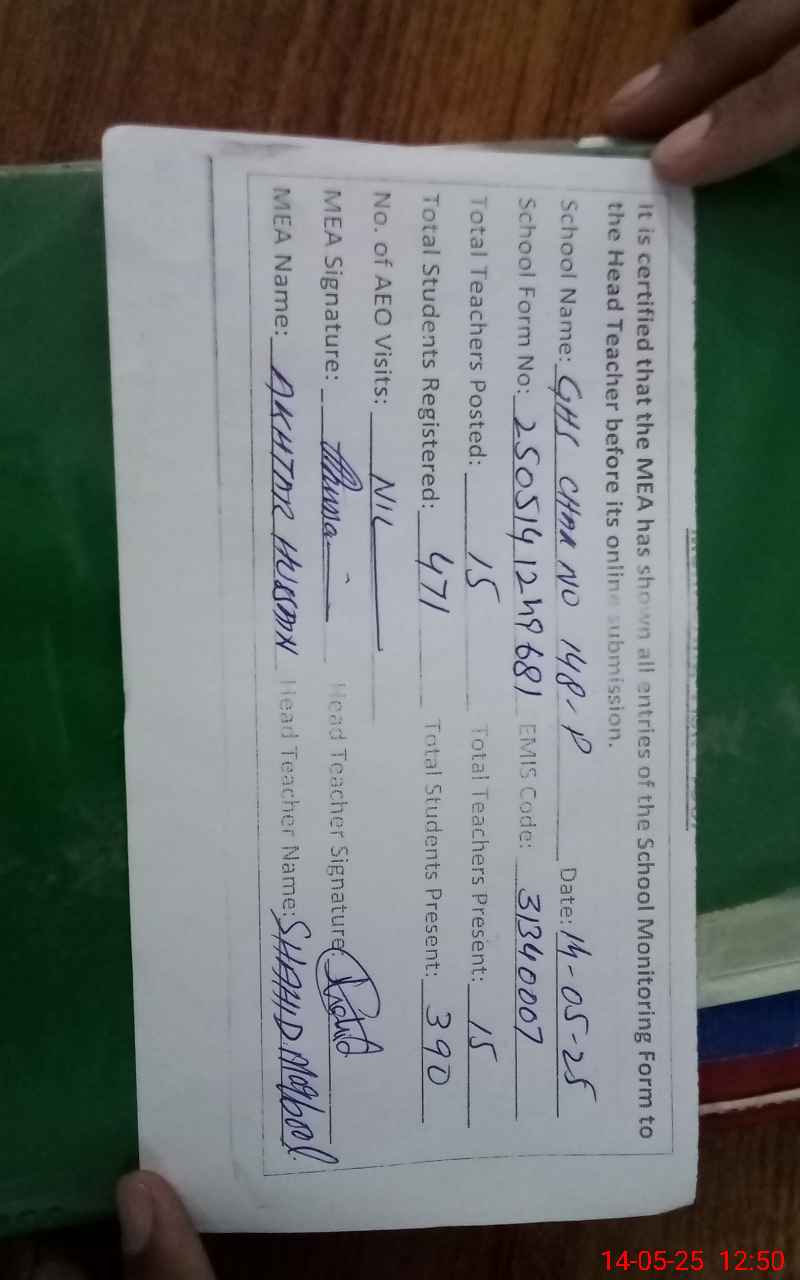 It is certified that the MEA has shown all entries of the School Monitoring Form to
the Head Teacher before its online submission.
School Name: GHS CHAK NO 148-P Date: 14-05-25
School Form No: 2505141249681 EMIS Code: 31340007
Total Teachers Posted: 15 Total Teachers Present: 15
Total Students Registered: 471 Total Students Present: 390
No. of AEO Visits: NIL
MEA Signature: Head Teacher Signature:
MEA Name: AKHTAR HUSSAIN Head Teacher Name: SHAHID Maqbool
14-05-25 12:50